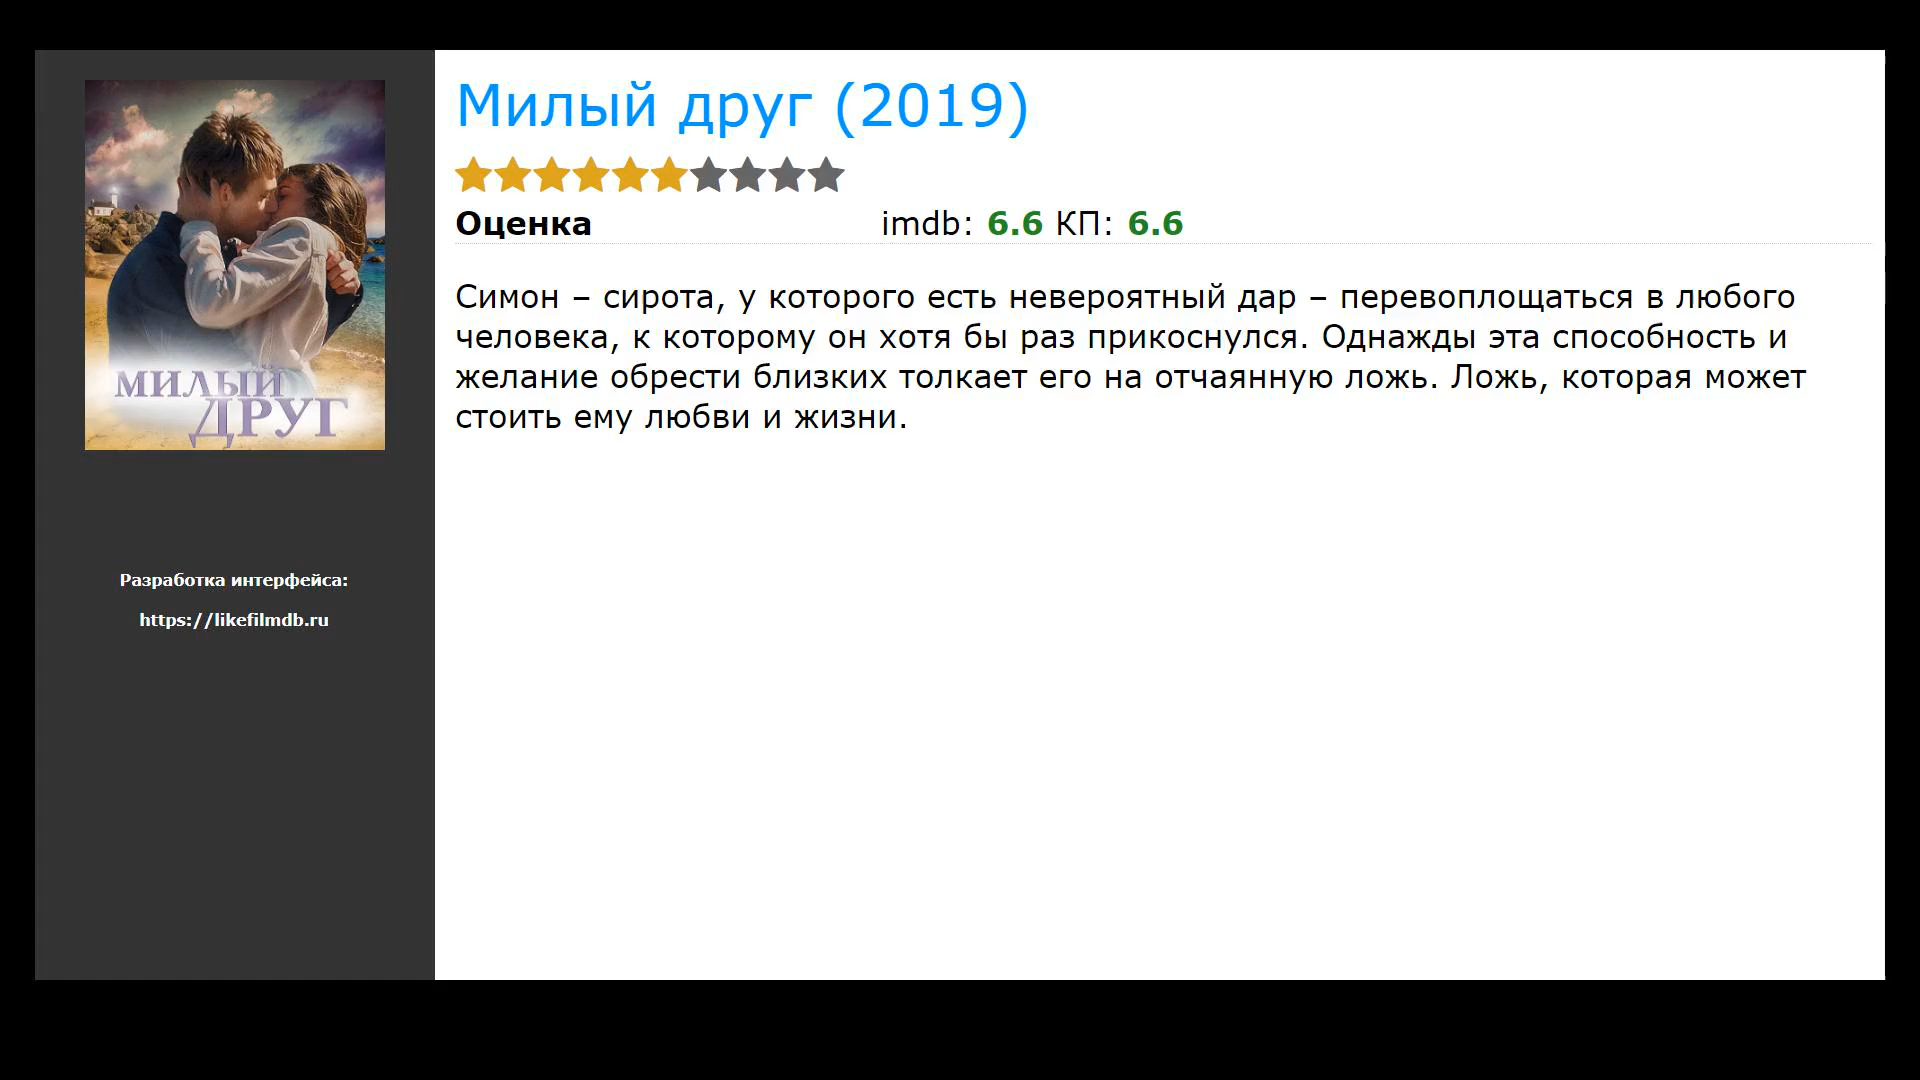 МИЛЫЙ
ДРУГ
Разработка интерфейса:
https://likefilmdb.ru
Милый друг (2019)
Оценка imdb: 6.6 КП: 6.6
Симон – сирота, у которого есть невероятный дар – перевоплощаться в любого
человека, к которому он хотя бы раз прикоснулся. Однажды эта способность и
желание обрести близких толкает его на отчаянную ложь. Ложь, которая может
стоить ему любви и жизни.